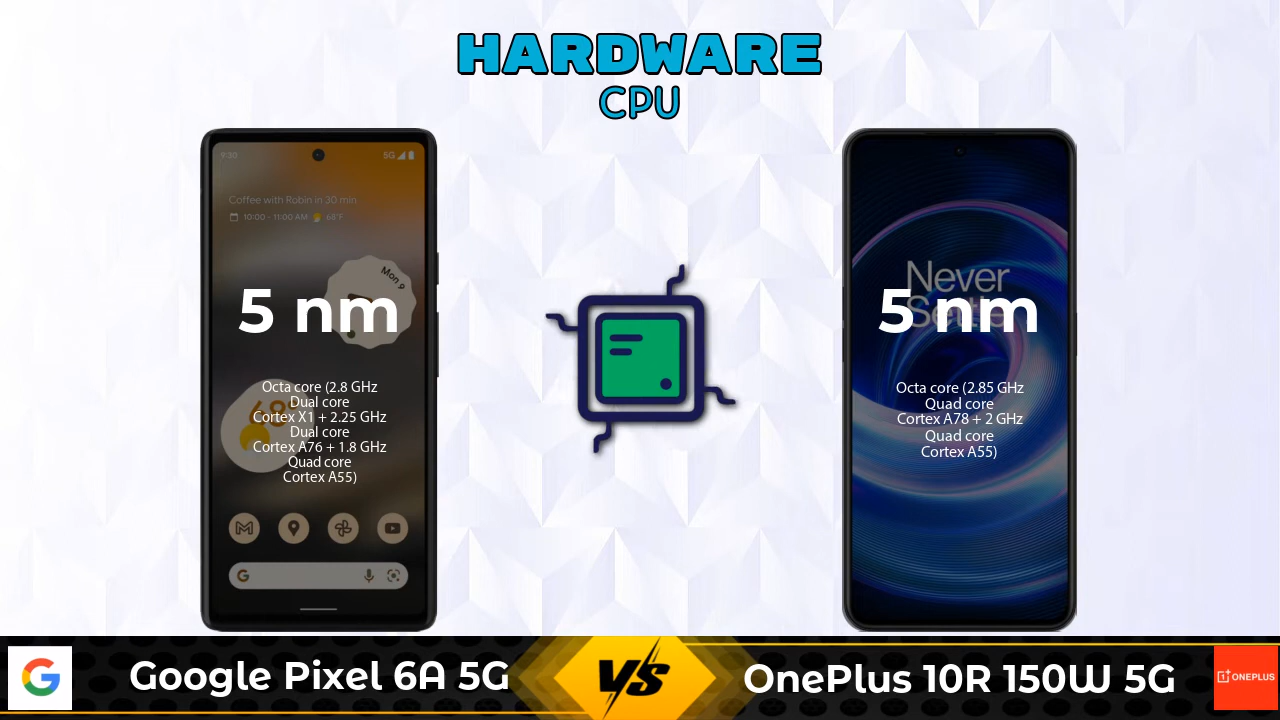 HARDWARE
CPU
9:30
5G
Coffee with Robin in 30 min
10:00 - 11:00 AM 68°F
Mon 9
5 nm
Octa core (2.8 GHz
Dual core
Cortex X1 + 2.25 GHz
Dual core
Cortex A76 + 1.8 GHz
Quad core
Cortex A55)
Never
Settle
5 nm
Octa core (2.85 GHz
Quad core
Cortex A78 + 2 GHz
Quad core
Cortex A55)
G
Google Pixel 6A 5G
VS
OnePlus 10R 150W 5G
1+ ONEPLUS